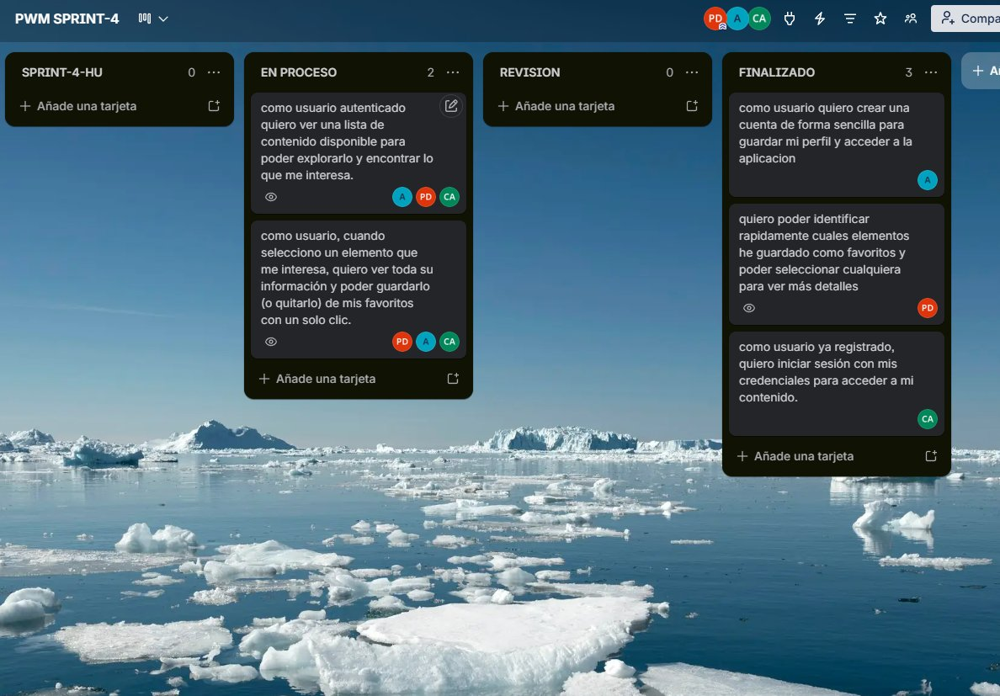 PWM SPRINT-4
PD
A
CA
Compa
SPRINT-4-HU 0
Añade una tarjeta
EN PROCESO 2
como usuario autenticado
quiero ver una lista de
contenido disponible para
poder explorarlo y encontrar lo
que me interesa.
A PD CA
como usuario, cuando
selecciono un elemento que
me interesa, quiero ver toda su
información y poder guardarlo
(o quitarlo) de mis favoritos
con un solo clic.
PD A CA
Añade una tarjeta
REVISION 0
Añade una tarjeta
FINALIZADO 3
como usuario quiero crear una
cuenta de forma sencilla para
guardar mi perfil y acceder a la
aplicacion
A
quiero poder identificar
rapidamente cuales elementos
he guardado como favoritos y
poder seleccionar cualquiera
para ver más detalles
PD
como usuario ya registrado,
quiero iniciar sesión con mis
credenciales para acceder a mi
contenido.
CA
Añade una tarjeta